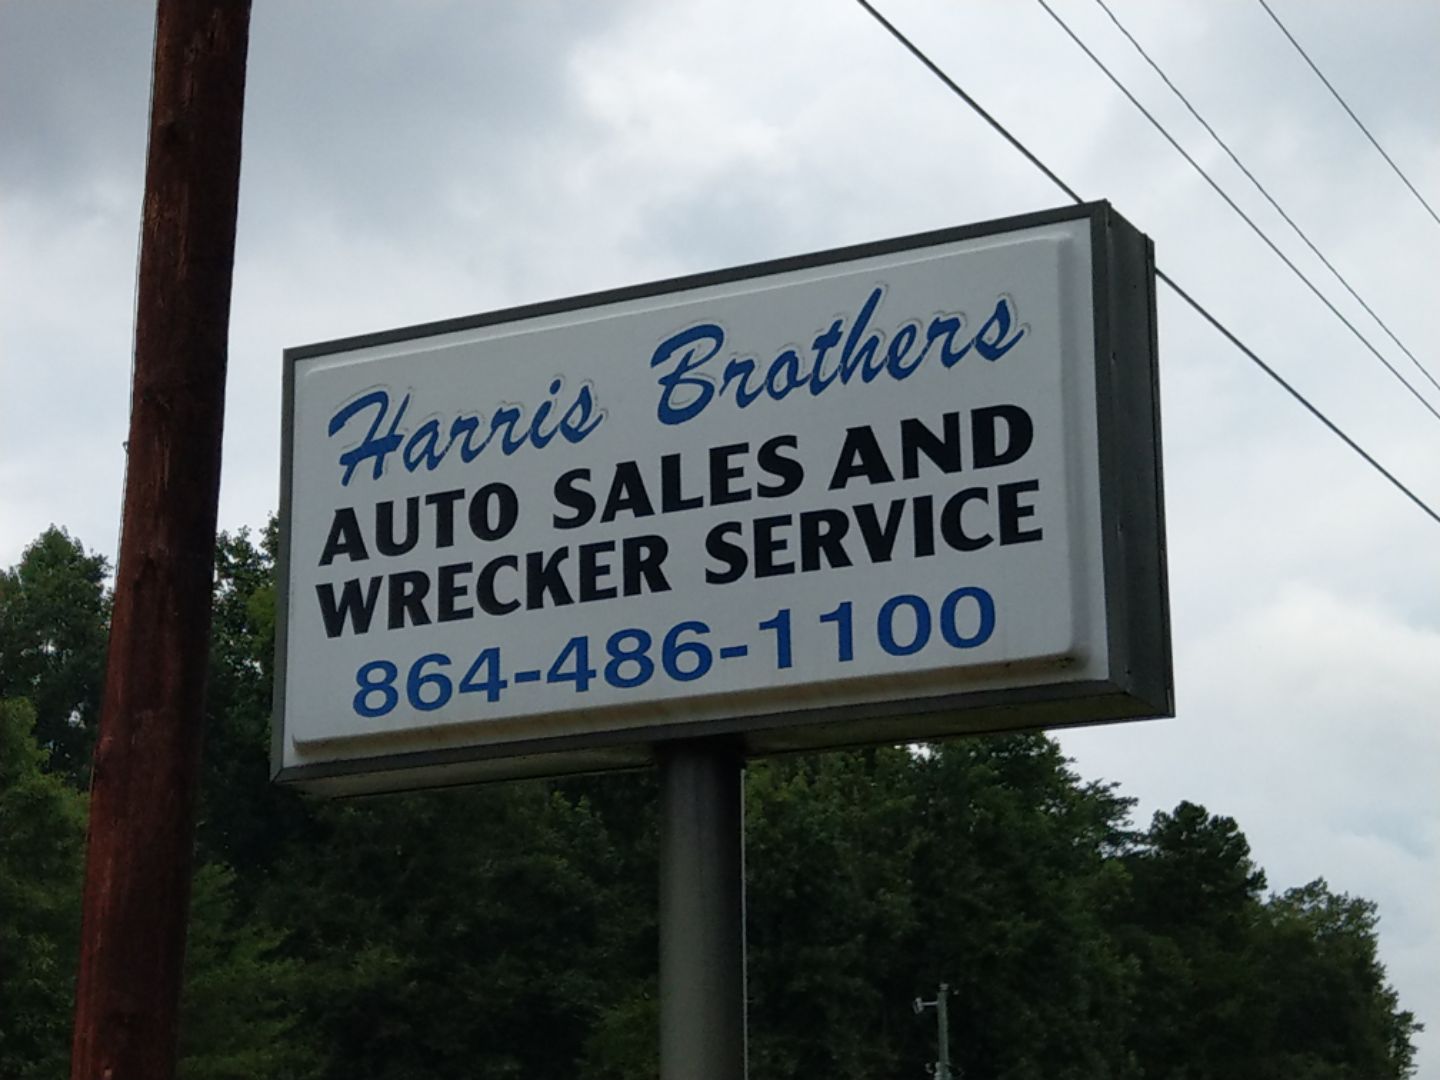 Harris Brothers
AUTO SALES AND
WRECKER SERVICE
864-486-1100